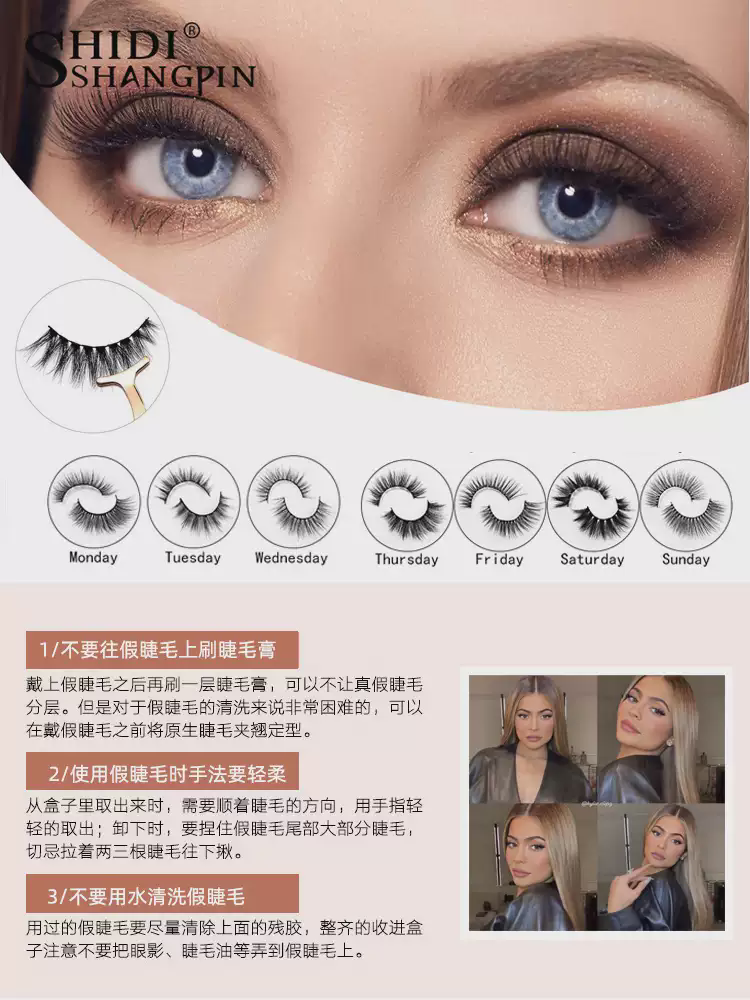 SHIDI®
SHANGPIN
Monday
Tuesday
Wednesday
Thursday
Friday
Saturday
Sunday
1/不要往假睫毛上刷睫毛膏
戴上假睫毛之后再刷一层睫毛膏，可以不让真假睫毛
分层。但是对于假睫毛的清洗来说非常困难的，可以
在戴假睫毛之前将原生睫毛夹翘定型。
2/使用假睫毛时手法要轻柔
从盒子里取出来时，需要顺着睫毛的方向，用手指轻
轻的取出；卸下时，要捏住假睫毛尾部大部分睫毛，
切忌拉着两三根睫毛往下揪。
3/不要用水清洗假睫毛
用过的假睫毛要尽量清除上面的残胶，整齐的收进盒
子注意不要把眼影、睫毛油等弄到假睫毛上。